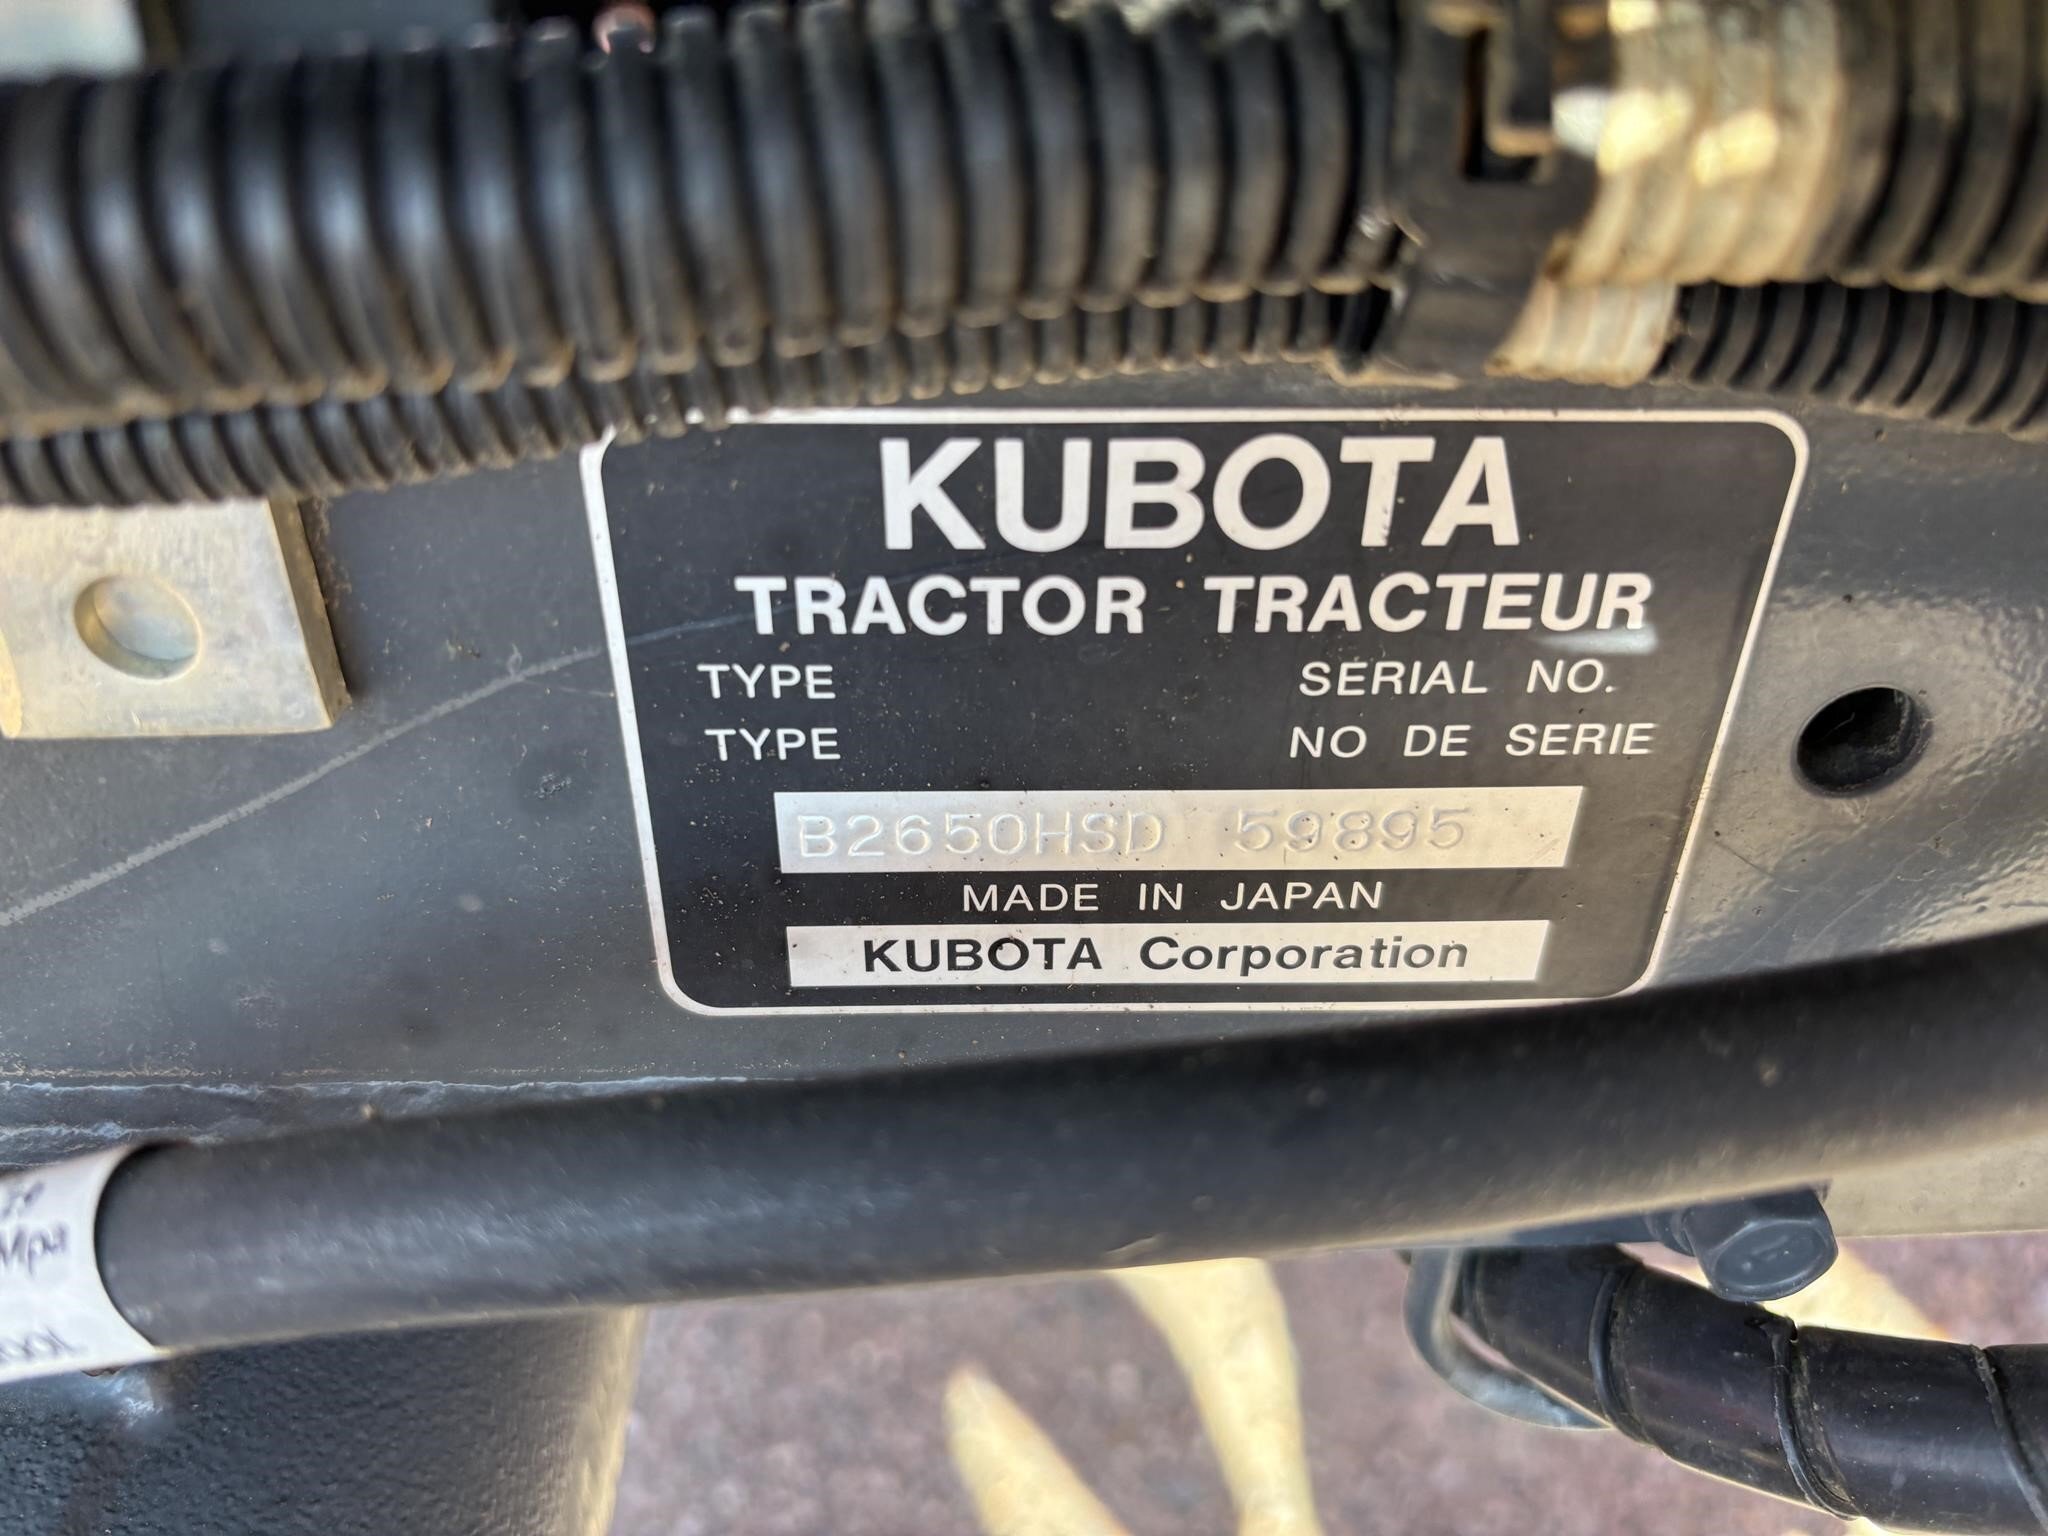 KUBOTA
TRACTOR TRACTEUR
TYPE SERIAL NO.
TYPE NO DE SERIE
B2650HSD 59895
MADE IN JAPAN
KUBOTA Corporation